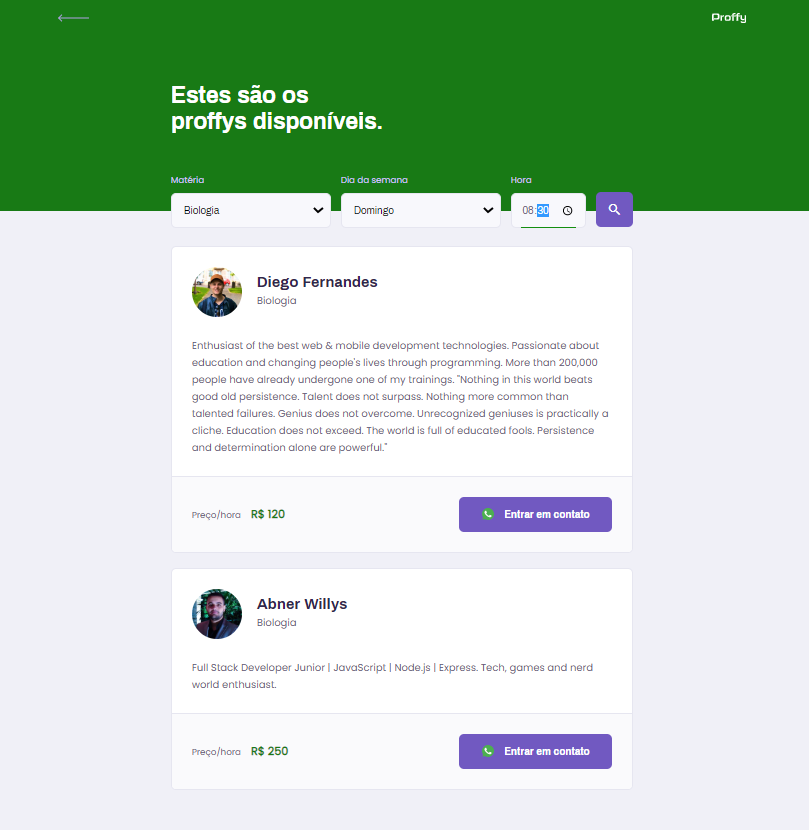 Proffy
Estes são os
proffys disponíveis.
Matéria
Dia da semana
Hora
Biologia
Domingo
08:30
Diego Fernandes
Biologia
Enthusiast of the best web & mobile development technologies. Passionate about
education and changing people's lives through programming. More than 200,000
people have already undergone one of my trainings. "Nothing in this world beats
good old persistence. Talent does not surpass. Nothing more common than
talented failures. Genius does not overcome. Unrecognized geniuses is practically a
cliche. Education does not exceed. The world is full of educated fools. Persistence
and determination alone are powerful."
Preço/hora R$ 120
Entrar em contato
Abner Willys
Biologia
Full Stack Developer Junior | JavaScript | Node.js | Express. Tech, games and nerd
world enthusiast.
Preço/hora R$ 250
Entrar em contato